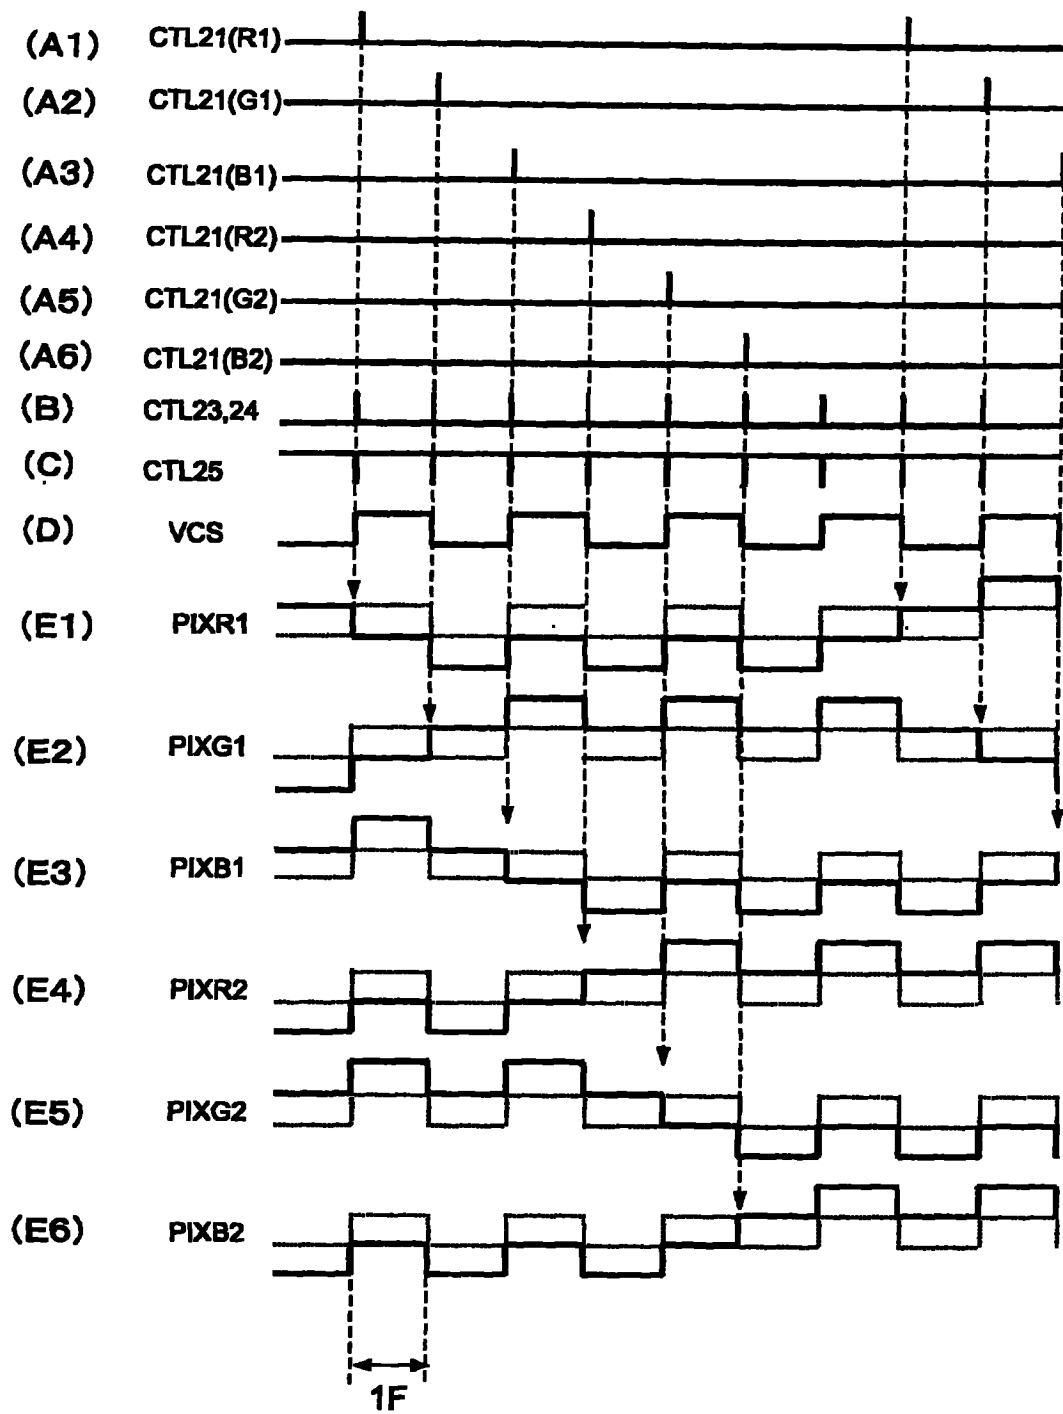 (A1) CTL21(R1)
(A2) CTL21(G1)
(A3) CTL21(B1)
(A4) CTL21(R2)
(A5) CTL21(G2)
(A6) CTL21(B2)
(B) CTL23,24
(C) CTL25
(D) VCS
(E1) PIXR1
(E2) PIXG1
(E3) PIXB1
(E4) PIXR2
(E5) PIXG2
(E6) PIXB2
1F